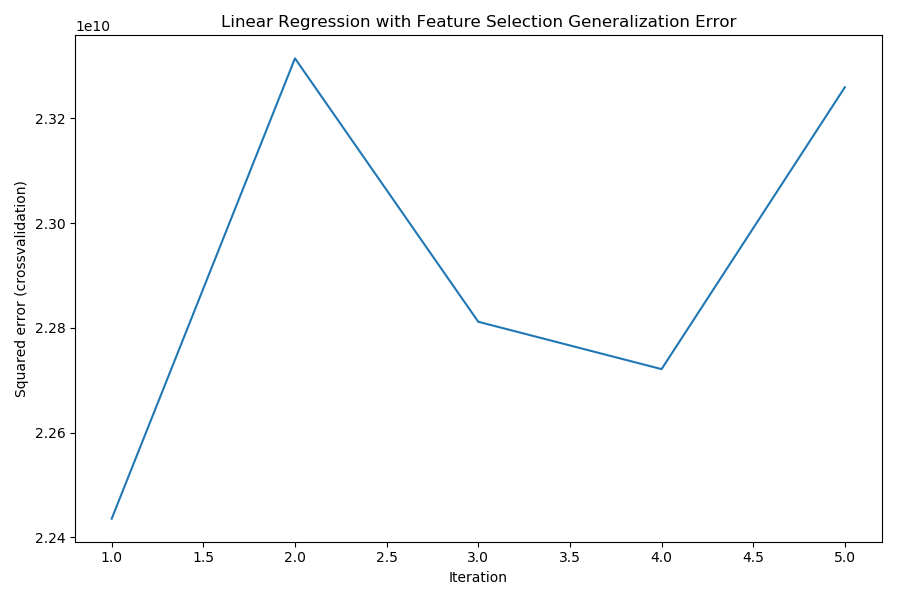 Linear Regression with Feature Selection Generalization Error
1e10
2.32
2.30
2.28
2.26
2.24
Squared error (crossvalidation)
1.0 1.5 2.0 2.5 3.0 3.5 4.0 4.5 5.0
Iteration